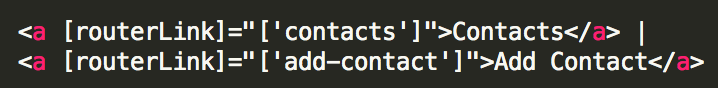 <a [routerLink]="['contacts']">Contacts</a> |
<a [routerLink]="['add-contact']">Add Contact</a>